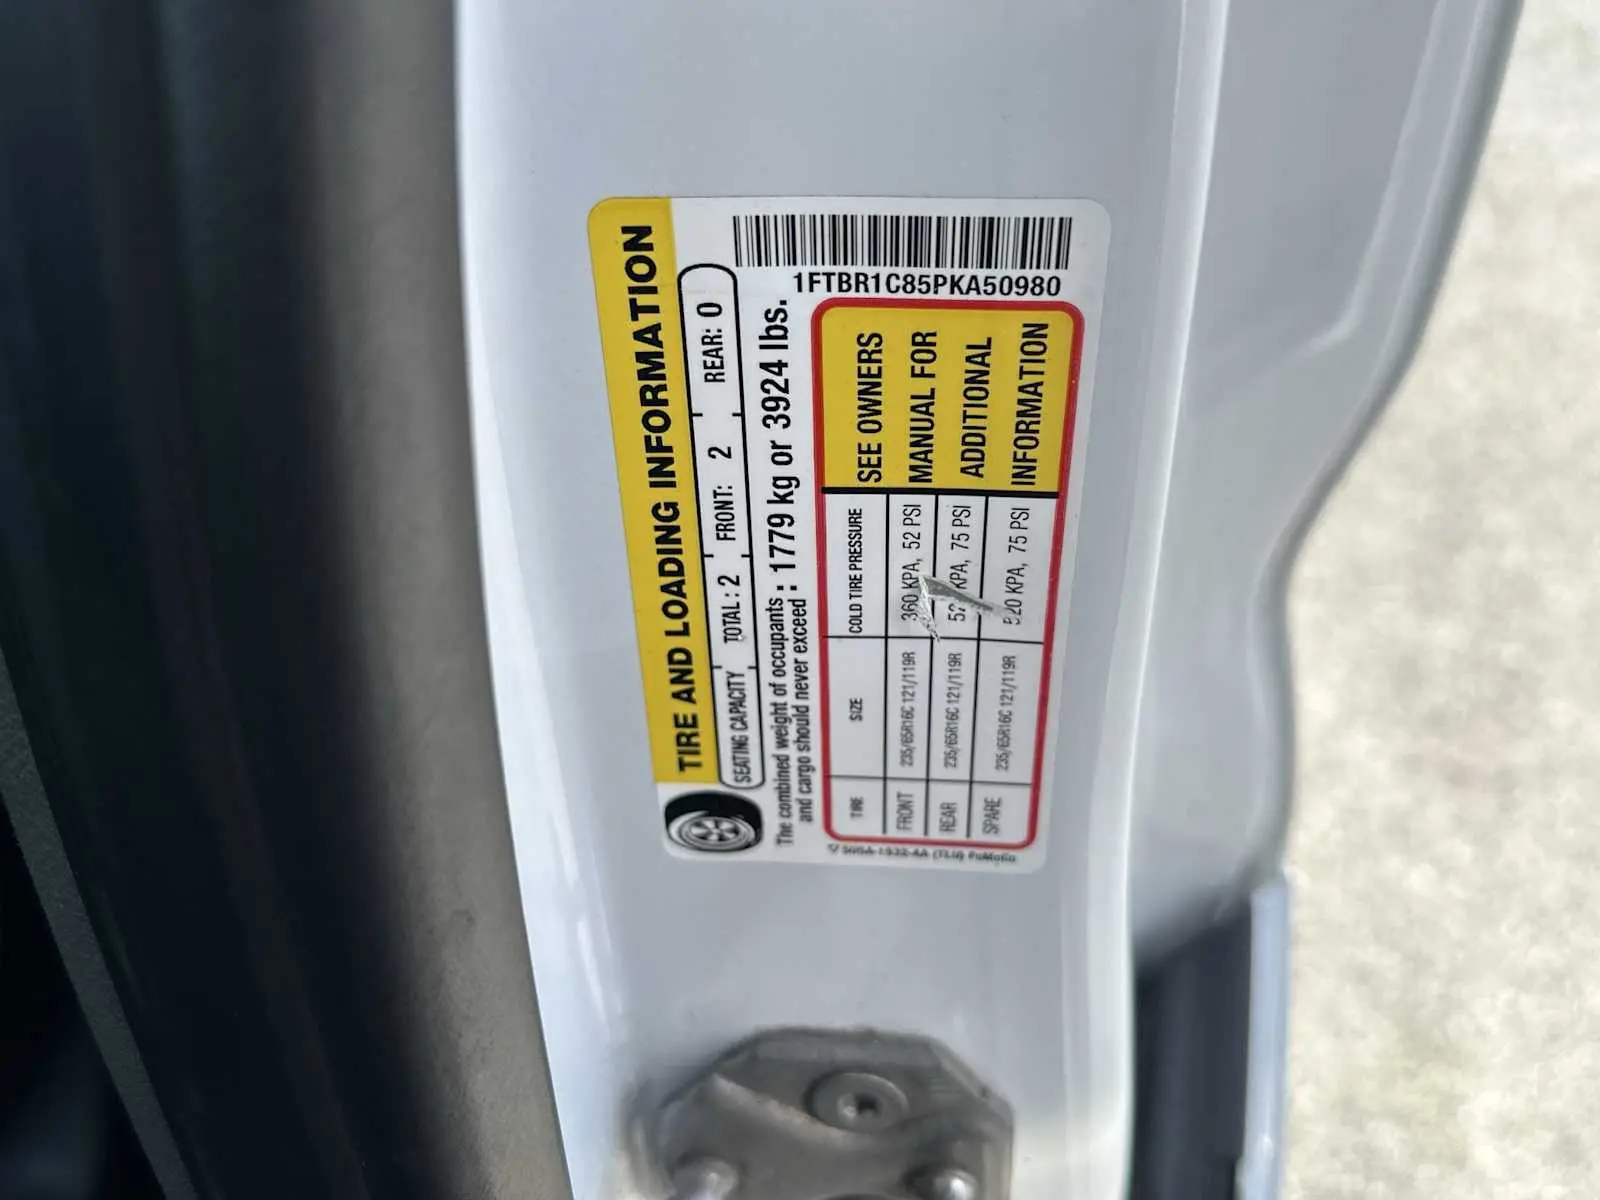 TIRE AND LOADING INFORMATION
SEATING CAPACITY TOTAL: 2 FRONT: 2 REAR: 0
The combined weight of occupants
and cargo should never exceed : 1779 kg or 3924 lbs.
1FTBR1C85PKA50980
TIRE SIZE COLD TIRE PRESSURE
FRONT 235/65R16C 121/119R 360 KPA, 52 PSI
REAR 235/65R16C 121/119R KPA, 75 PSI
SPARE 235/65R16C 121/119R 520 KPA, 75 PSI
SEE OWNERS
MANUAL FOR
ADDITIONAL
INFORMATION